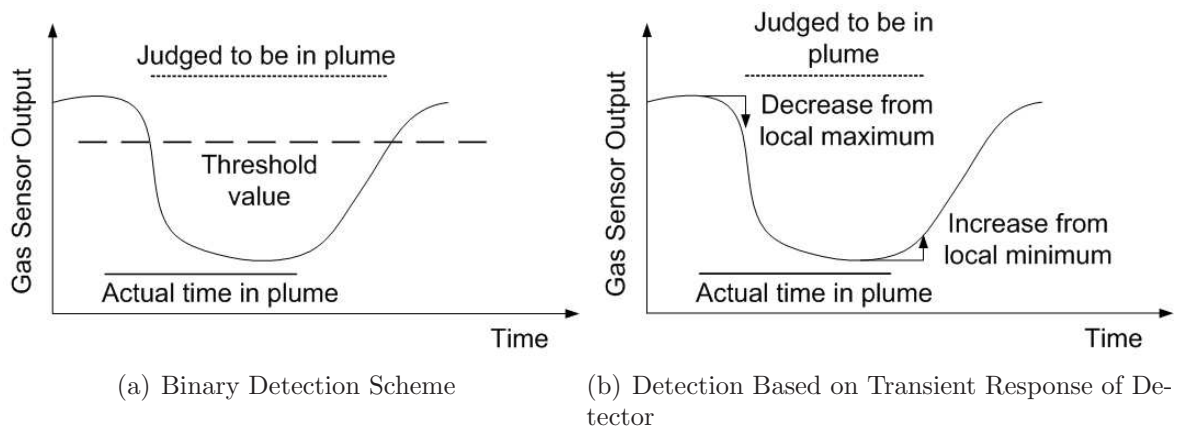 Gas Sensor Output
Judged to be in plume
Threshold
value
Actual time in plume
Time
(a) Binary Detection Scheme
Gas Sensor Output
Judged to be in
plume
Decrease from
local maximum
Increase from
local minimum
Actual time in plume
Time
(b) Detection Based on Transient Response of De-
tector